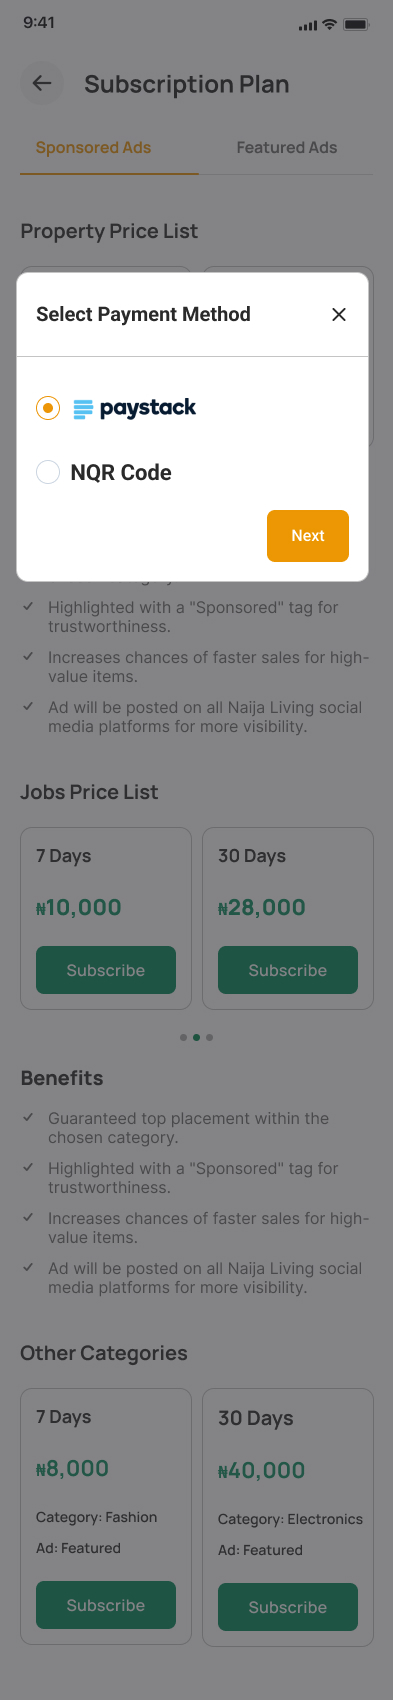 9:41
Subscription Plan
Sponsored Ads
Featured Ads
Property Price List
Select Payment Method
paystack
NQR Code
Next
Highlighted with a "Sponsored" tag for
trustworthiness.
Increases chances of faster sales for high-
value items.
Ad will be posted on all Naija Living social
media platforms for more visibility.
Jobs Price List
7 Days
30 Days
₦10,000
₦28,000
Subscribe
Subscribe
Benefits
Guaranteed top placement within the
chosen category.
Highlighted with a "Sponsored" tag for
trustworthiness.
Increases chances of faster sales for high-
value items.
Ad will be posted on all Naija Living social
media platforms for more visibility.
Other Categories
7 Days
30 Days
₦8,000
₦40,000
Category: Fashion
Category: Electronics
Ad: Featured
Ad: Featured
Subscribe
Subscribe